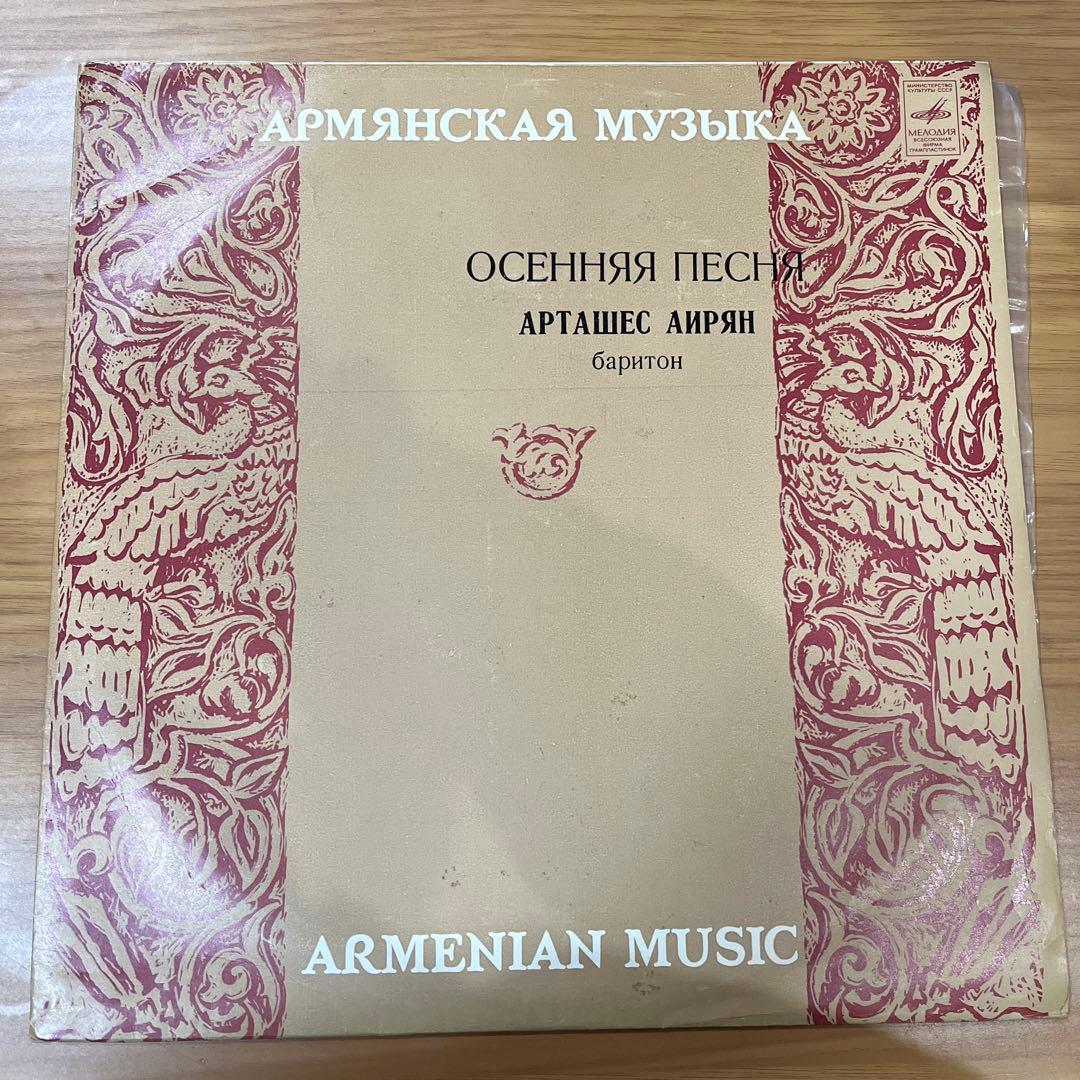 АРМЯНСКАЯ МУЗЫКА
МИНИСТЕРСТВО
КУЛЬТУРЫ СССР
МЕЛОДИЯ
ВСЕСОЮЗНАЯ
ФИРМА
ГРАМПЛАСТИНОК
ОСЕННЯЯ ПЕСНЯ
АРТАШЕС АИРЯН
баритон
ARMENIAN MUSIC